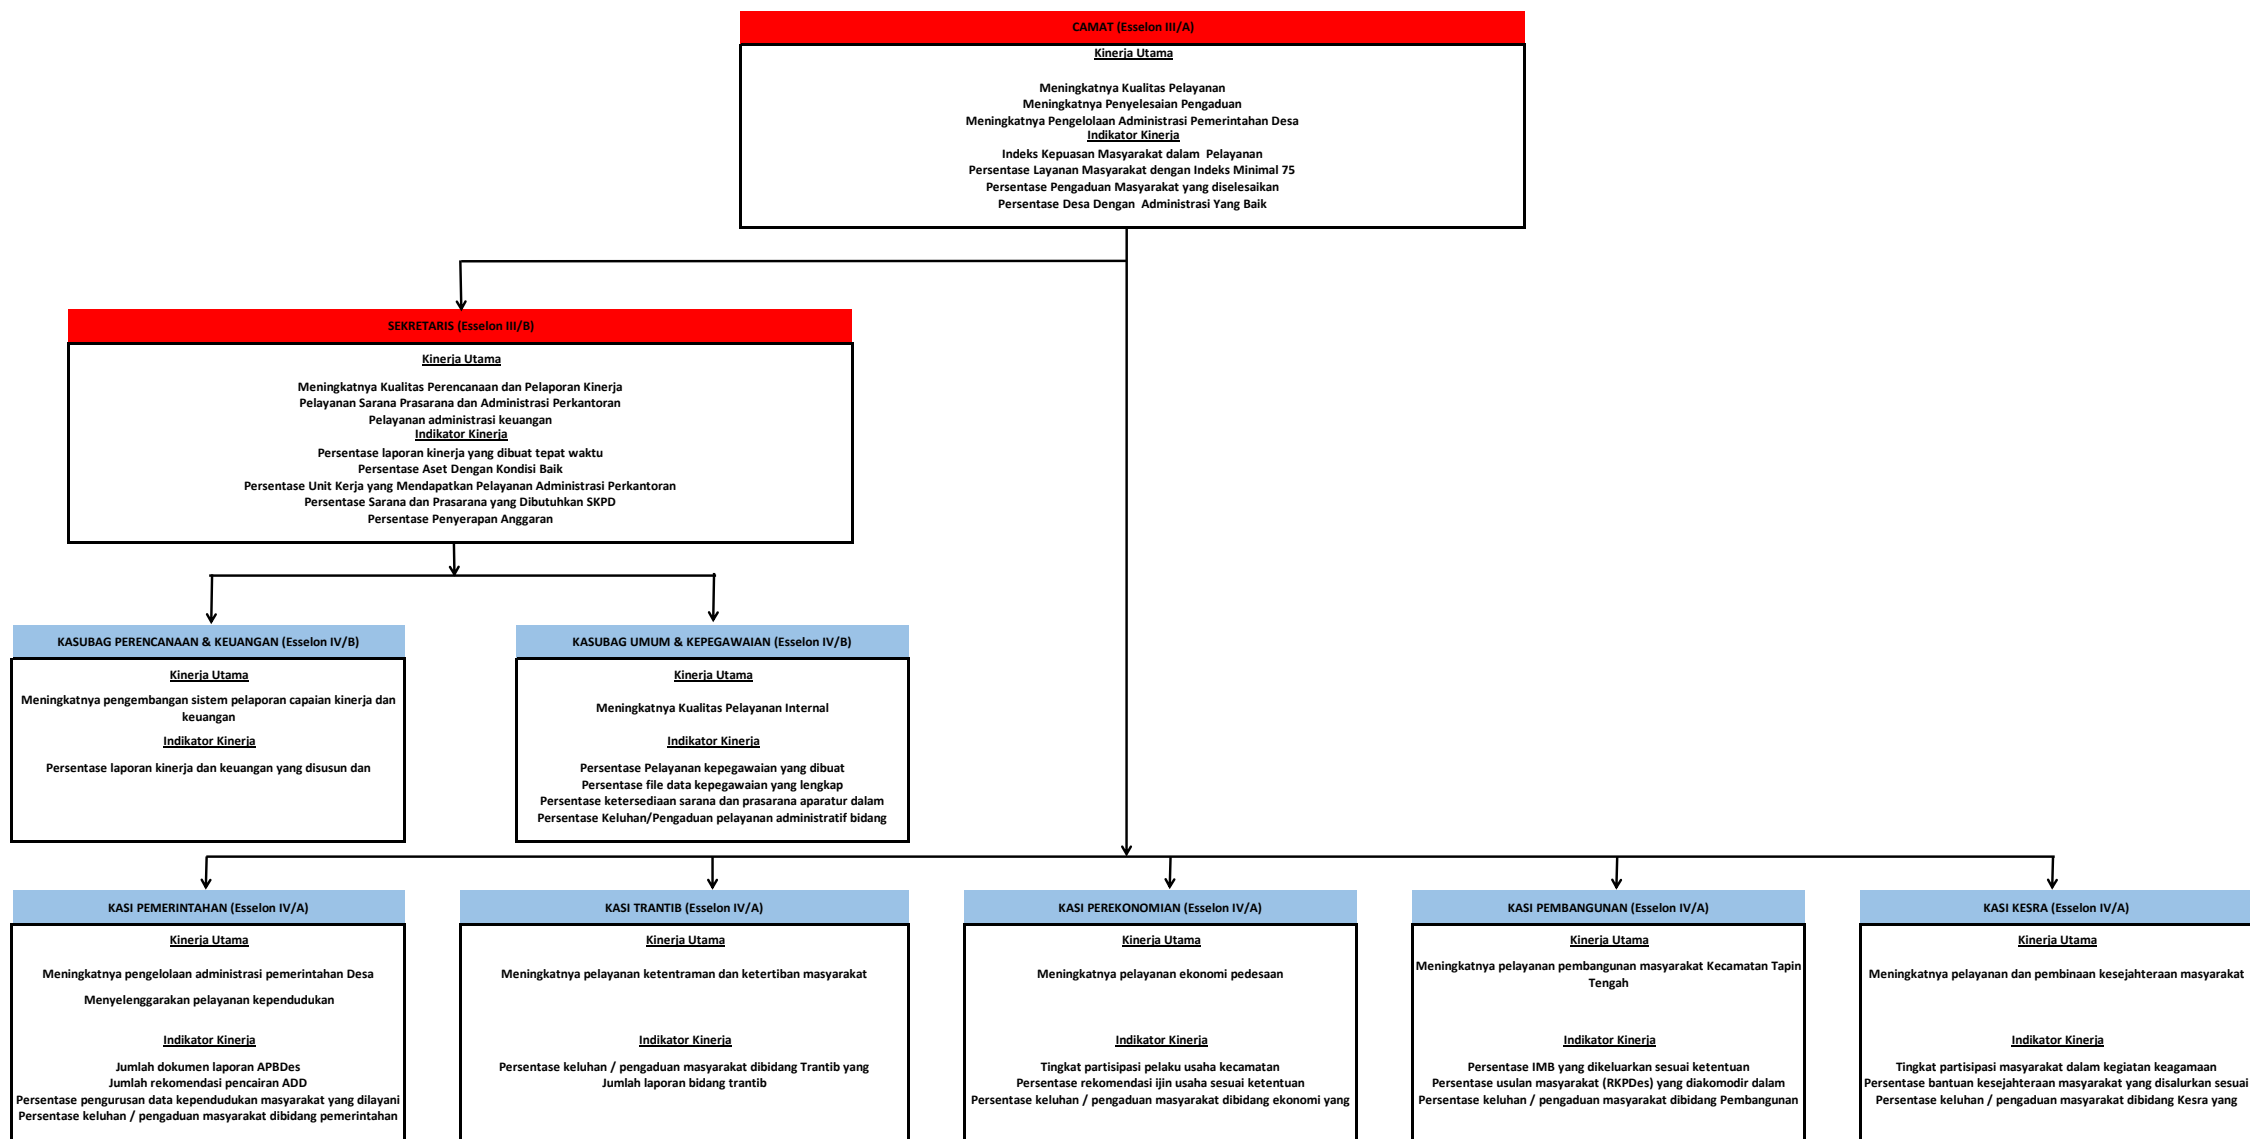 CAMAT (Esselon III/A)
Kinerja Utama
Meningkatnya Kualitas Pelayanan
Meningkatnya Penyelesaian Pengaduan
Meningkatnya Pengelolaan Administrasi Pemerintahan Desa
Indikator Kinerja
Indeks Kepuasan Masyarakat dalam Pelayanan
Persentase Layanan Masyarakat dengan Indeks Minimal 75
Persentase Pengaduan Masyarakat yang diselesaikan
Persentase Desa Dengan Administrasi Yang Baik
SEKRETARIS (Esselon III/B)
Kinerja Utama
Meningkatnya Kualitas Perencanaan dan Pelaporan Kinerja
Pelayanan Sarana Prasarana dan Administrasi Perkantoran
Pelayanan administrasi keuangan
Indikator Kinerja
Persentase laporan kinerja yang dibuat tepat waktu
Persentase Aset Dengan Kondisi Baik
Persentase Unit Kerja yang Mendapatkan Pelayanan Administrasi Perkantoran
Persentase Sarana dan Prasarana yang Dibutuhkan SKPD
Persentase Penyerapan Anggaran
KASUBAG PERENCANAAN & KEUANGAN (Esselon IV/B)
Kinerja Utama
Meningkatnya pengembangan sistem pelaporan capaian kinerja dan
keuangan
Indikator Kinerja
Persentase laporan kinerja dan keuangan yang disusun dan
KASUBAG UMUM & KEPEGAWAIAN (Esselon IV/B)
Kinerja Utama
Meningkatnya Kualitas Pelayanan Internal
Indikator Kinerja
Persentase Pelayanan kepegawaian yang dibuat
Persentase file data kepegawaian yang lengkap
Persentase ketersediaan sarana dan prasarana aparatur dalam
Persentase Keluhan/Pengaduan pelayanan administratif bidang
KASI PEMERINTAHAN (Esselon IV/A)
Kinerja Utama
Meningkatnya pengelolaan administrasi pemerintahan Desa
Menyelenggarakan pelayanan kependudukan
Indikator Kinerja
Jumlah dokumen laporan APBDes
Jumlah rekomendasi pencairan ADD
Persentase pengurusan data kependudukan masyarakat yang dilayani
Persentase keluhan / pengaduan masyarakat dibidang pemerintahan
KASI TRANTIB (Esselon IV/A)
Kinerja Utama
Meningkatnya pelayanan ketentraman dan ketertiban masyarakat
Indikator Kinerja
Persentase keluhan / pengaduan masyarakat dibidang Trantib yang
Jumlah laporan bidang trantib
KASI PEREKONOMIAN (Esselon IV/A)
Kinerja Utama
Meningkatnya pelayanan ekonomi pedesaan
Indikator Kinerja
Tingkat partisipasi pelaku usaha kecamatan
Persentase rekomendasi ijin usaha sesuai ketentuan
Persentase keluhan / pengaduan masyarakat dibidang ekonomi yang
KASI PEMBANGUNAN (Esselon IV/A)
Kinerja Utama
Meningkatnya pelayanan pembangunan masyarakat Kecamatan Tapin
Tengah
Indikator Kinerja
Persentase IMB yang dikeluarkan sesuai ketentuan
Persentase usulan masyarakat (RKPDes) yang diakomodir dalam
Persentase keluhan / pengaduan masyarakat dibidang Pembangunan
KASI KESRA (Esselon IV/A)
Kinerja Utama
Meningkatnya pelayanan dan pembinaan kesejahteraan masyarakat
Indikator Kinerja
Tingkat partisipasi masyarakat dalam kegiatan keagamaan
Persentase bantuan kesejahteraan masyarakat yang disalurkan sesuai
Persentase keluhan / pengaduan masyarakat dibidang Kesra yang